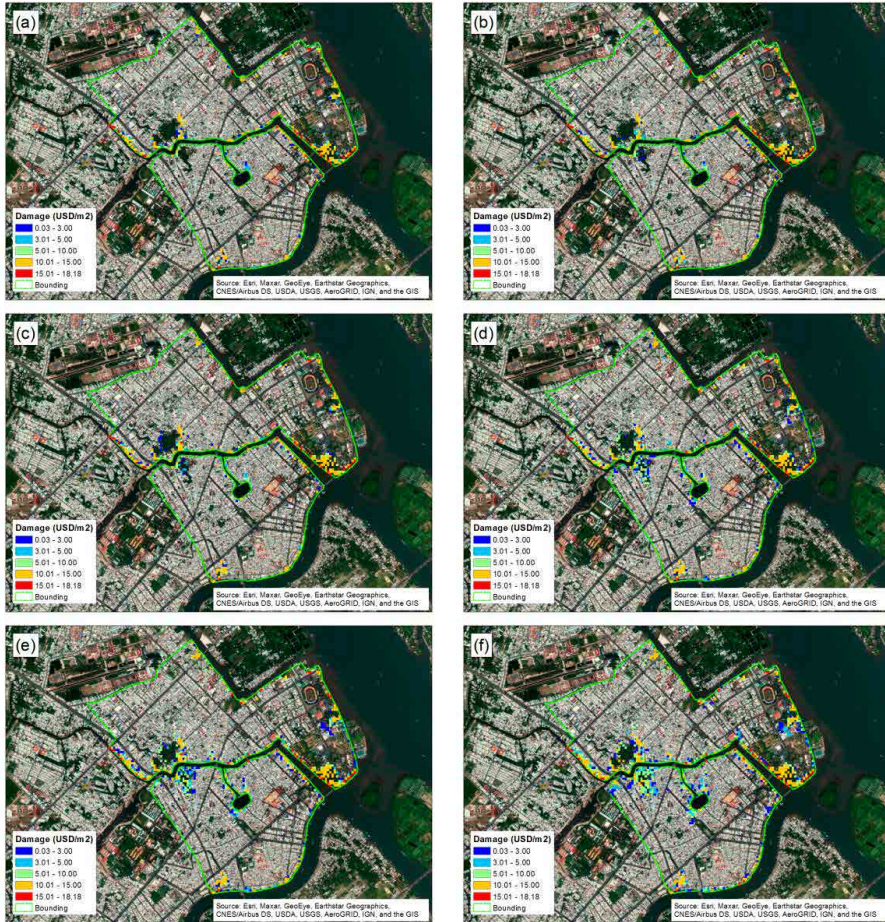 (a)
Damage (USD/m2)
0.03 - 3.00
3.01 - 5.00
5.01 - 10.00
10.01 - 15.00
15.01 - 18.18
Bounding
Source: Esri, Maxar, GeoEye, Earthstar Geographics,
CNES/Airbus DS, USDA, USGS, AeroGRID, IGN, and the GIS
(b)
Damage (USD/m2)
0.03 - 3.00
3.01 - 5.00
5.01 - 10.00
10.01 - 15.00
15.01 - 18.18
Bounding
Source: Esri, Maxar, GeoEye, Earthstar Geographics,
CNES/Airbus DS, USDA, USGS, AeroGRID, IGN, and the GIS
(c)
Damage (USD/m2)
0.03 - 3.00
3.01 - 5.00
5.01 - 10.00
10.01 - 15.00
15.01 - 18.18
Bounding
Source: Esri, Maxar, GeoEye, Earthstar Geographics,
CNES/Airbus DS, USDA, USGS, AeroGRID, IGN, and the GIS
(d)
Damage (USD/m2)
0.03 - 3.00
3.01 - 5.00
5.01 - 10.00
10.01 - 15.00
15.01 - 18.18
Bounding
Source: Esri, Maxar, GeoEye, Earthstar Geographics,
CNES/Airbus DS, USDA, USGS, AeroGRID, IGN, and the GIS
(e)
Damage (USD/m2)
0.03 - 3.00
3.01 - 5.00
5.01 - 10.00
10.01 - 15.00
15.01 - 18.18
Bounding
Source: Esri, Maxar, GeoEye, Earthstar Geographics,
CNES/Airbus DS, USDA, USGS, AeroGRID, IGN, and the GIS
(f)
Damage (USD/m2)
0.03 - 3.00
3.01 - 5.00
5.01 - 10.00
10.01 - 15.00
15.01 - 18.18
Bounding
Source: Esri, Maxar, GeoEye, Earthstar Geographics,
CNES/Airbus DS, USDA, USGS, AeroGRID, IGN, and the GIS